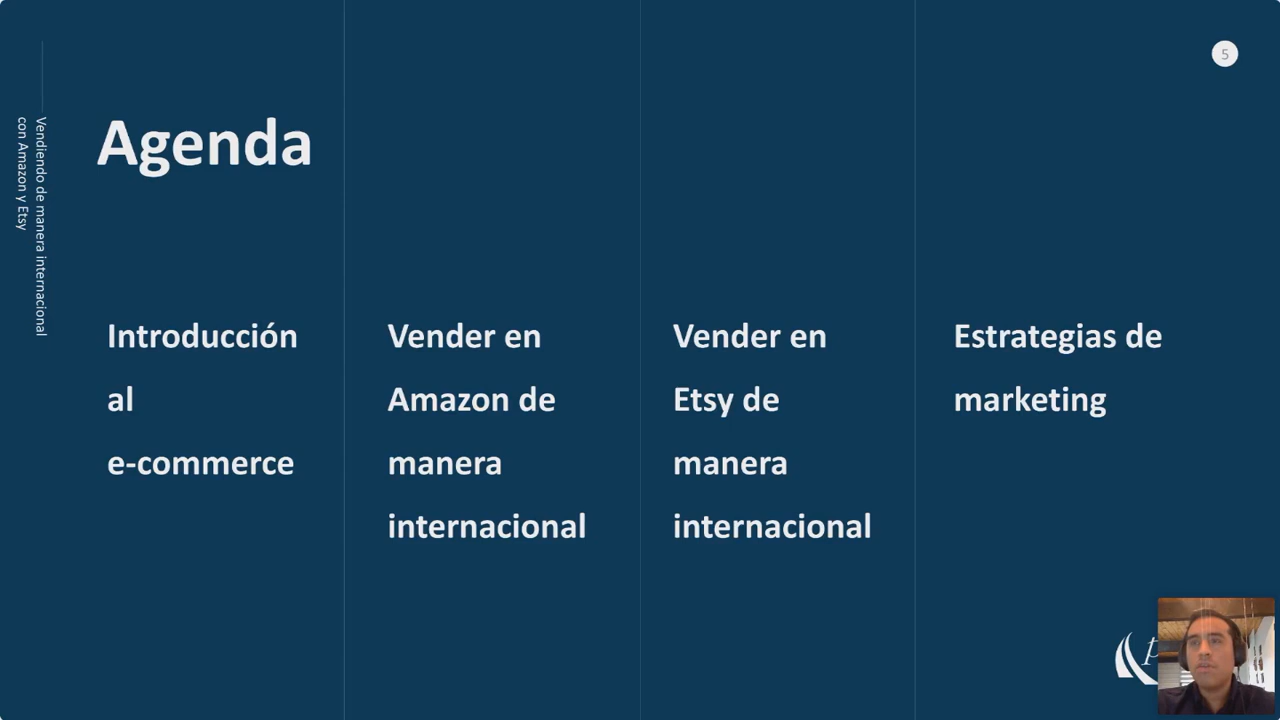 5
Vendiendo de manera internacional
con Amazon y Etsy
Agenda
Introducción
al
e-commerce
Vender en
Amazon de
manera
internacional
Vender en
Etsy de
manera
internacional
Estrategias de
marketing